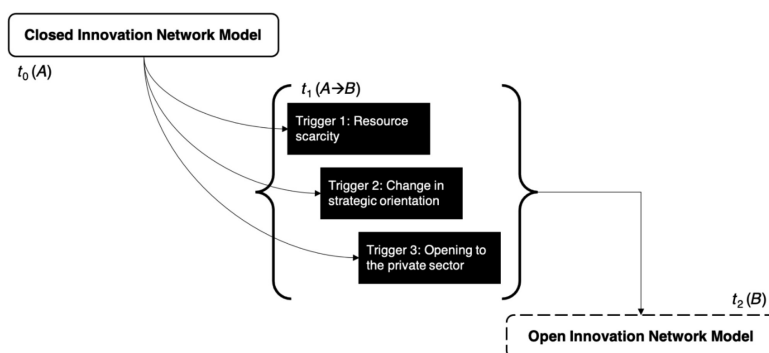 Closed Innovation Network Model
t0 (A)
t1 (A→B)
Trigger 1: Resource
scarcity
Trigger 2: Change in
strategic orientation
Trigger 3: Opening to
the private sector
t2 (B)
Open Innovation Network Model